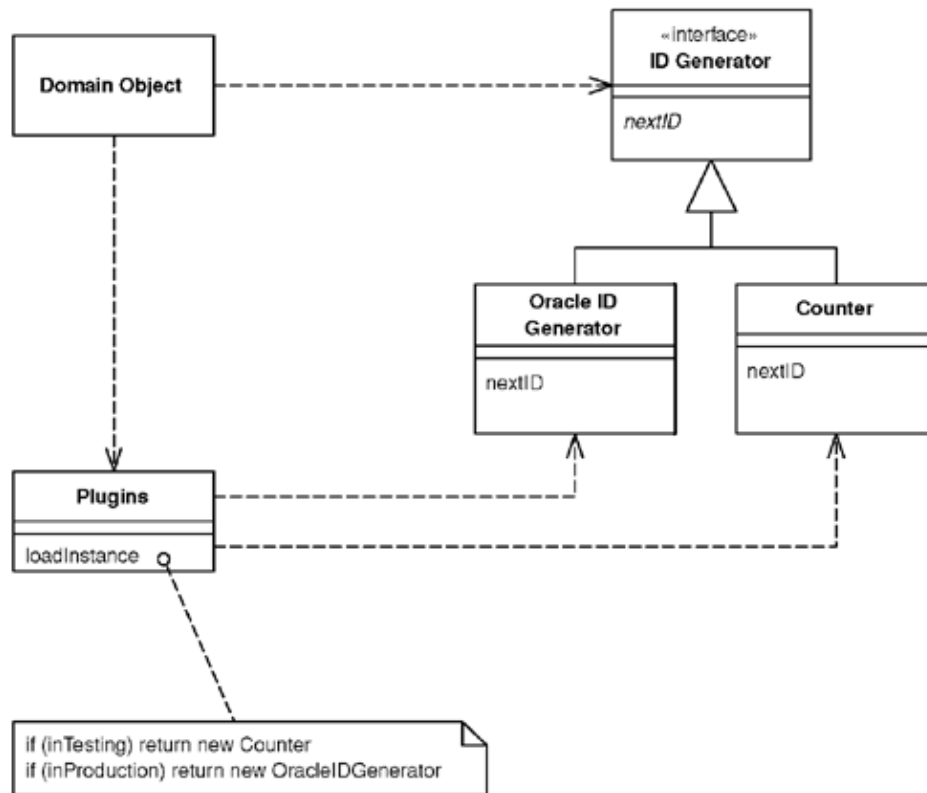 «interface»
ID Generator
Domain Object
nextID
Oracle ID
Generator
Counter
nextID
nextID
Plugins
loadInstance
if (inTesting) return new Counter
if (inProduction) return new OracleIDGenerator